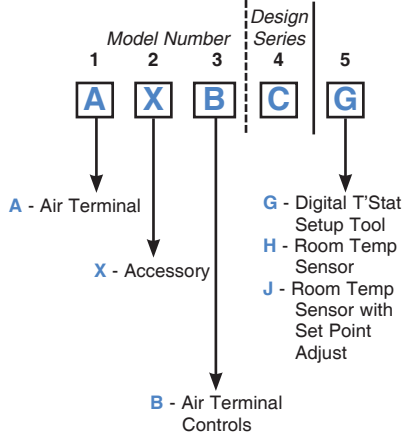 Design
Model Number Series
1 2 3 4 5
A X B C G
A - Air Terminal
G - Digital T'Stat
Setup Tool
H - Room Temp
Sensor
J - Room Temp
Sensor with
Set Point
Adjust
X - Accessory
B - Air Terminal
Controls